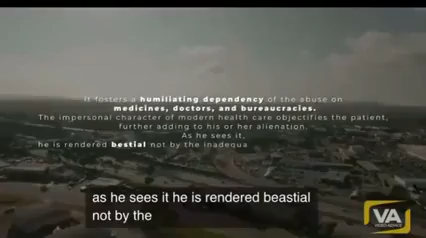 It fosters a humiliating dependency of the abuse on
medicines, doctors, and bureaucracies.
The impersonal character of modern health care objectifies the patient,
further adding to his or her alienation.
As he sees it,
he is rendered bestial not by the inadequa
as he sees it he is rendered beastial
not by the
VA